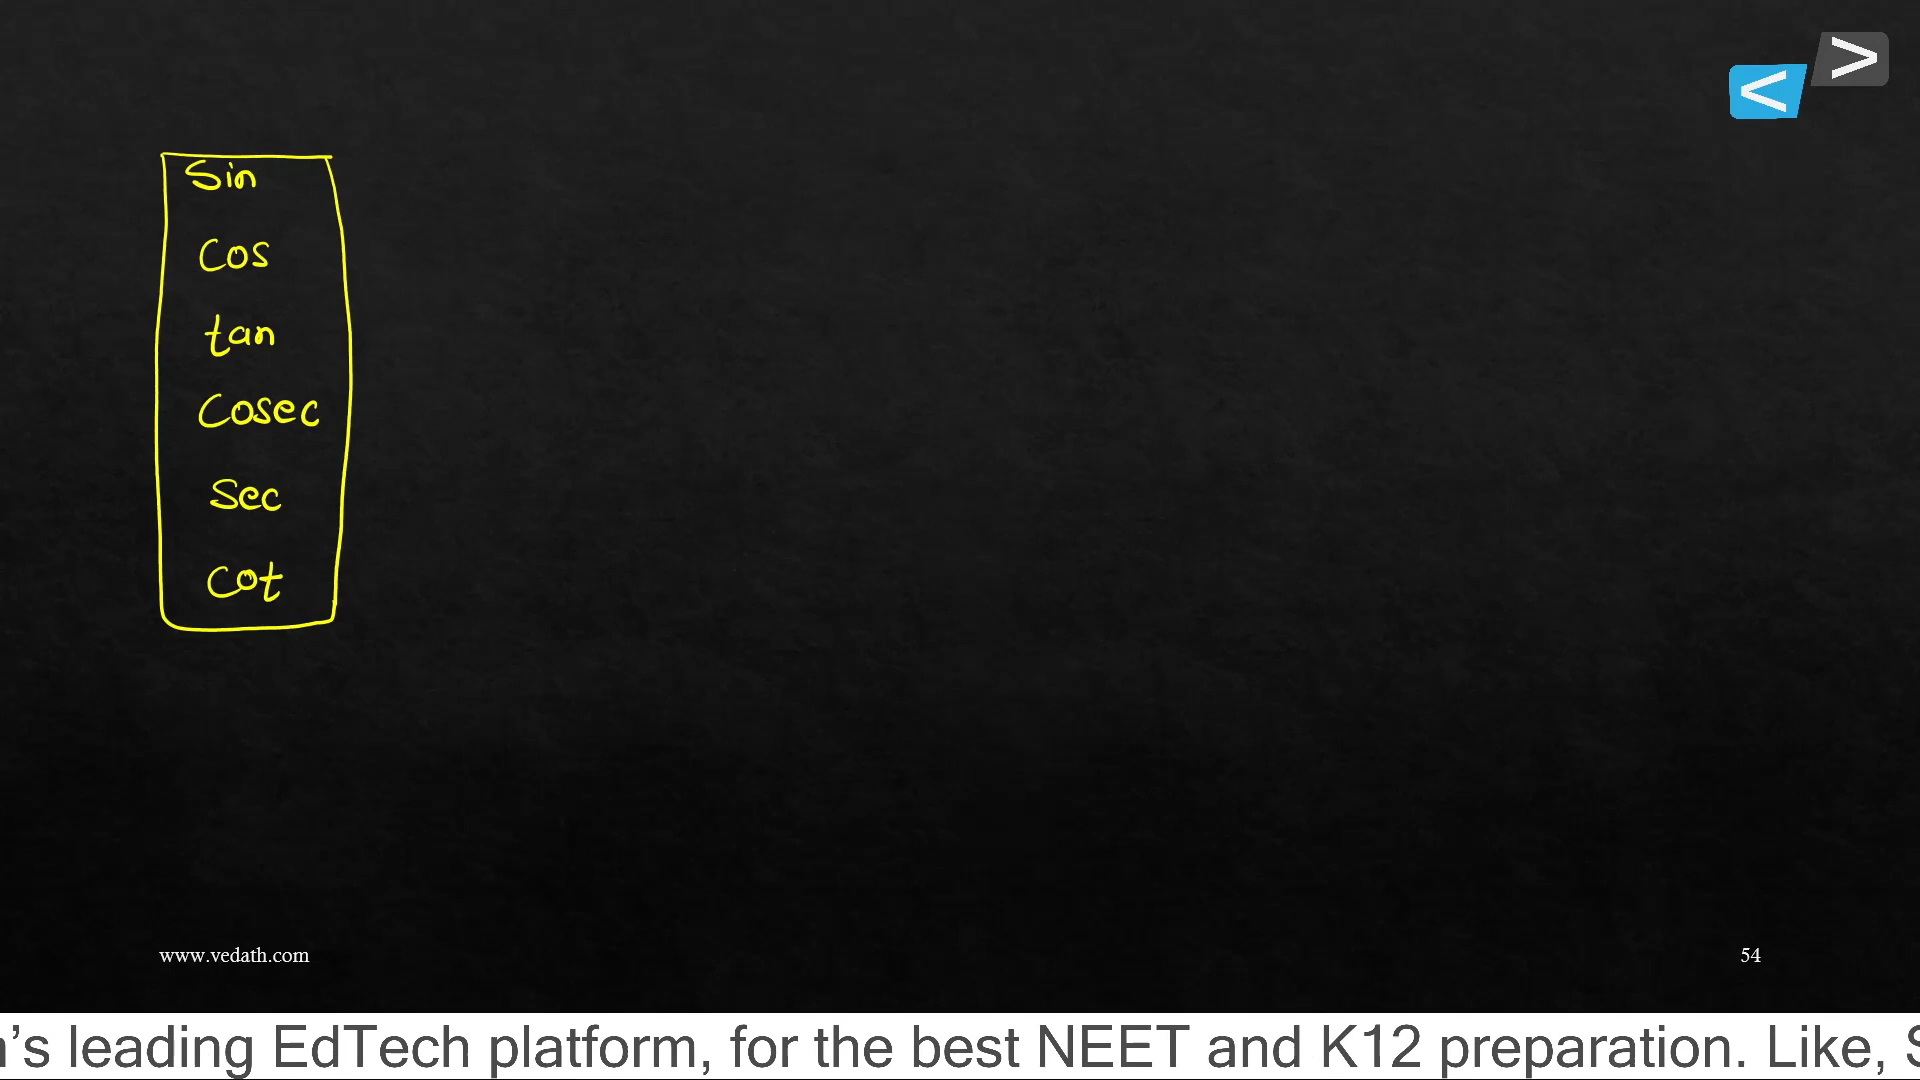 Sin
Cos
tan
Cosec
Sec
Cot
www.vedath.com
54
's leading EdTech platform, for the best NEET and K12 preparation. Like,